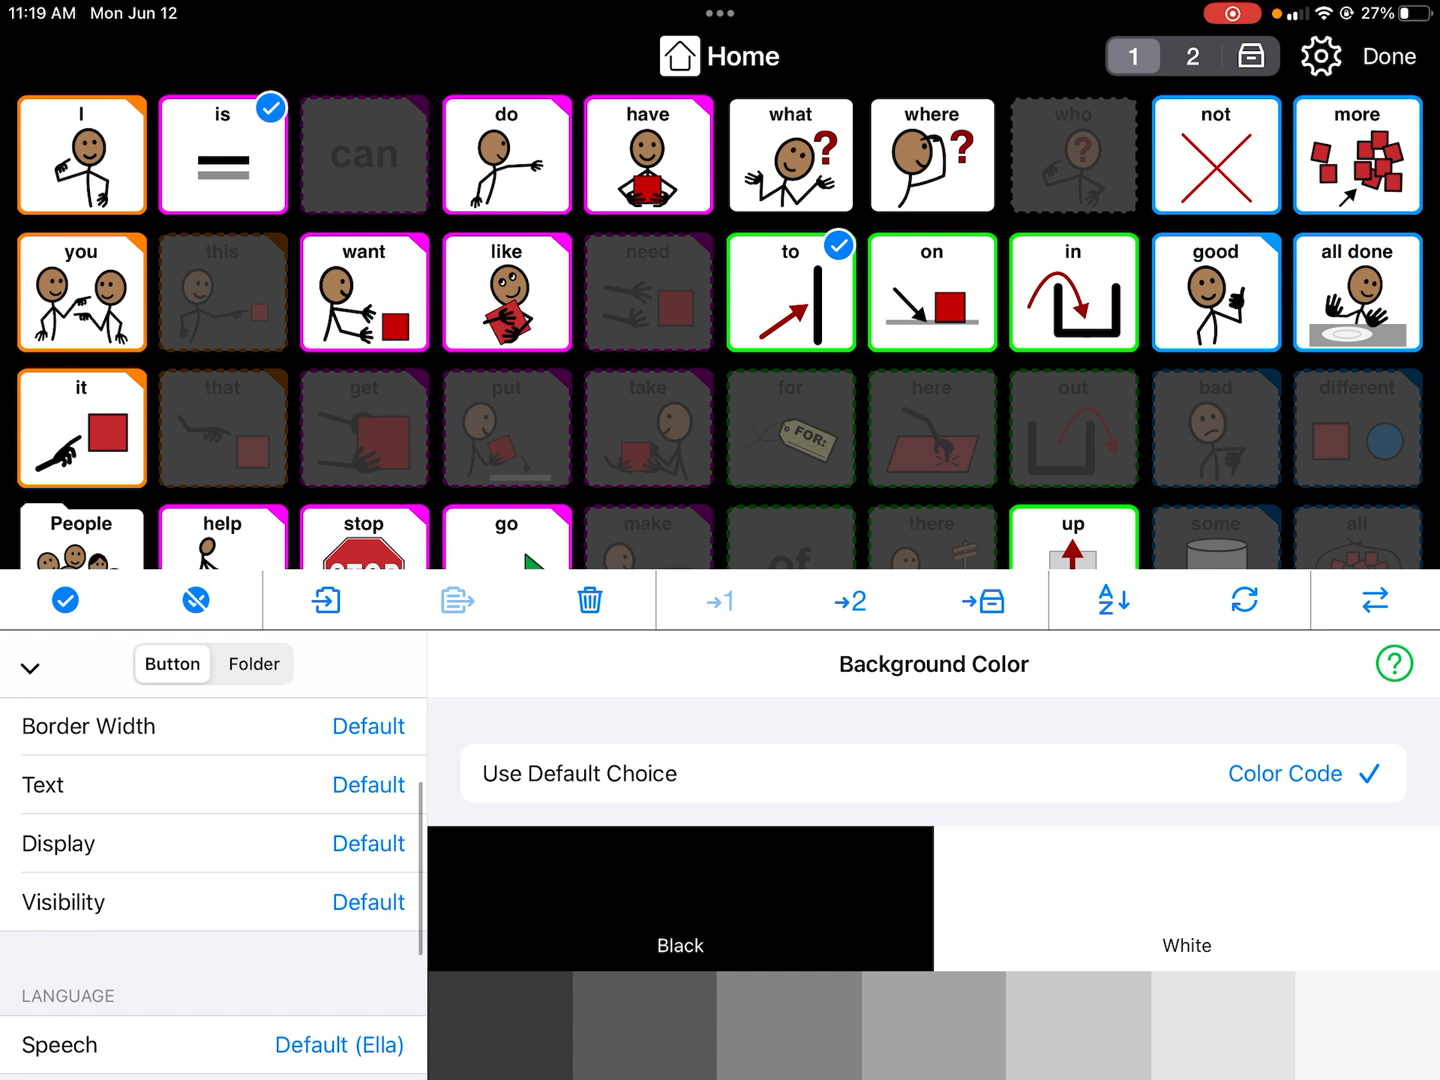 11:19 AM Mon Jun 12
27%
Home
1 2
Done
I
is
can
do
have
what
where
who
not
more
you
this
want
like
need
to
on
in
good
all done
it
that
get
put
take
for
FOR:
here
out
bad
different
People
help
stop
STOP
go
make
of
there
up
some
all
→1
→2
A
Z
Button Folder
Background Color
Border Width Default
Text Default
Display Default
Visibility Default
LANGUAGE
Speech Default (Ella)
Use Default Choice Color Code
Black
White